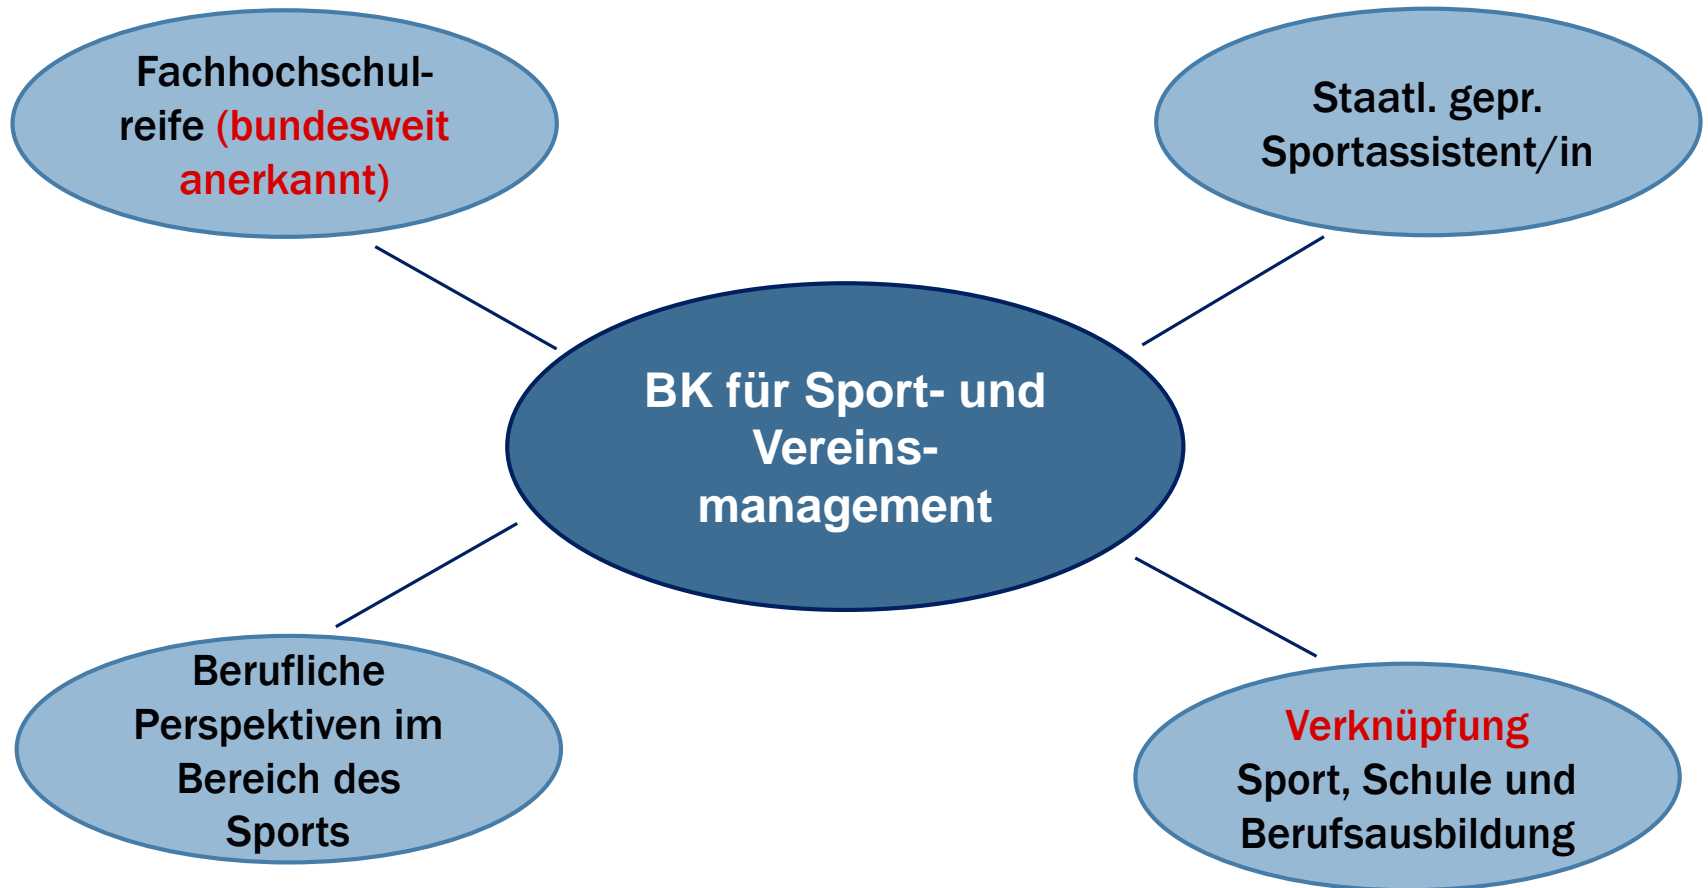 Fachhochschul-
reife (bundesweit
anerkannt)
Staatl. gepr.
Sportassistent/in
BK für Sport- und
Vereins-
management
Berufliche
Perspektiven im
Bereich des
Sports
Verknüpfung
Sport, Schule und
Berufsausbildung